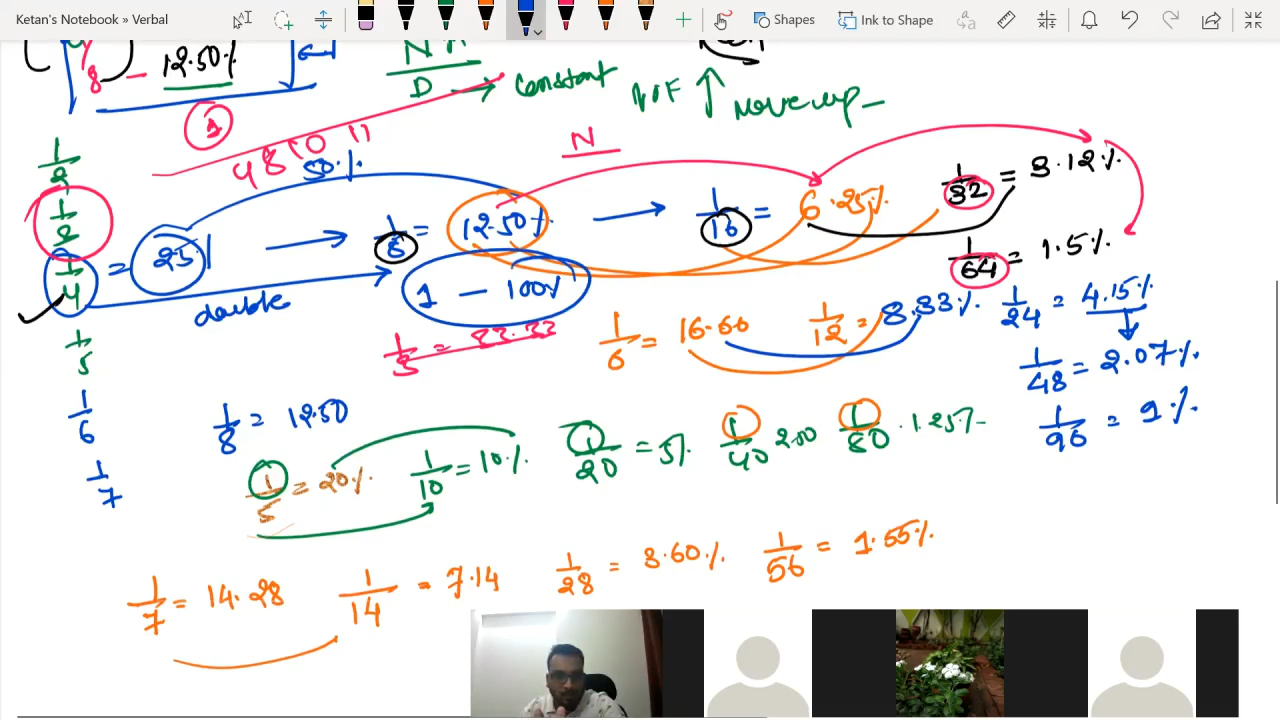 Ketan's Notebook » Verbal
Shapes
Ink to Shape
8 - 12.50%
D → constant
move up -
1
48
N
50%
1/2
1/2
1/4 = 25%
1/8 = 12.50%
1/16 = 6.25%
1/32 = 3.12%
1/64 = 1.5%
double
1 - 100%
1/3 = 33.33
1/6 = 16.66
1/12 = 8.33%
1/24 = 4.15%
1/48 = 2.07%
1/96 = 1%
1/5
1/6
1/7
1/8 = 12.50
1/5 = 20%
1/10 = 10%
1/20 = 5%
1/40 2.50
1/80 . 1.25%
1/7 = 14.28
1/14 = 7.14
1/28 = 3.60%
1/56 = 1.55%